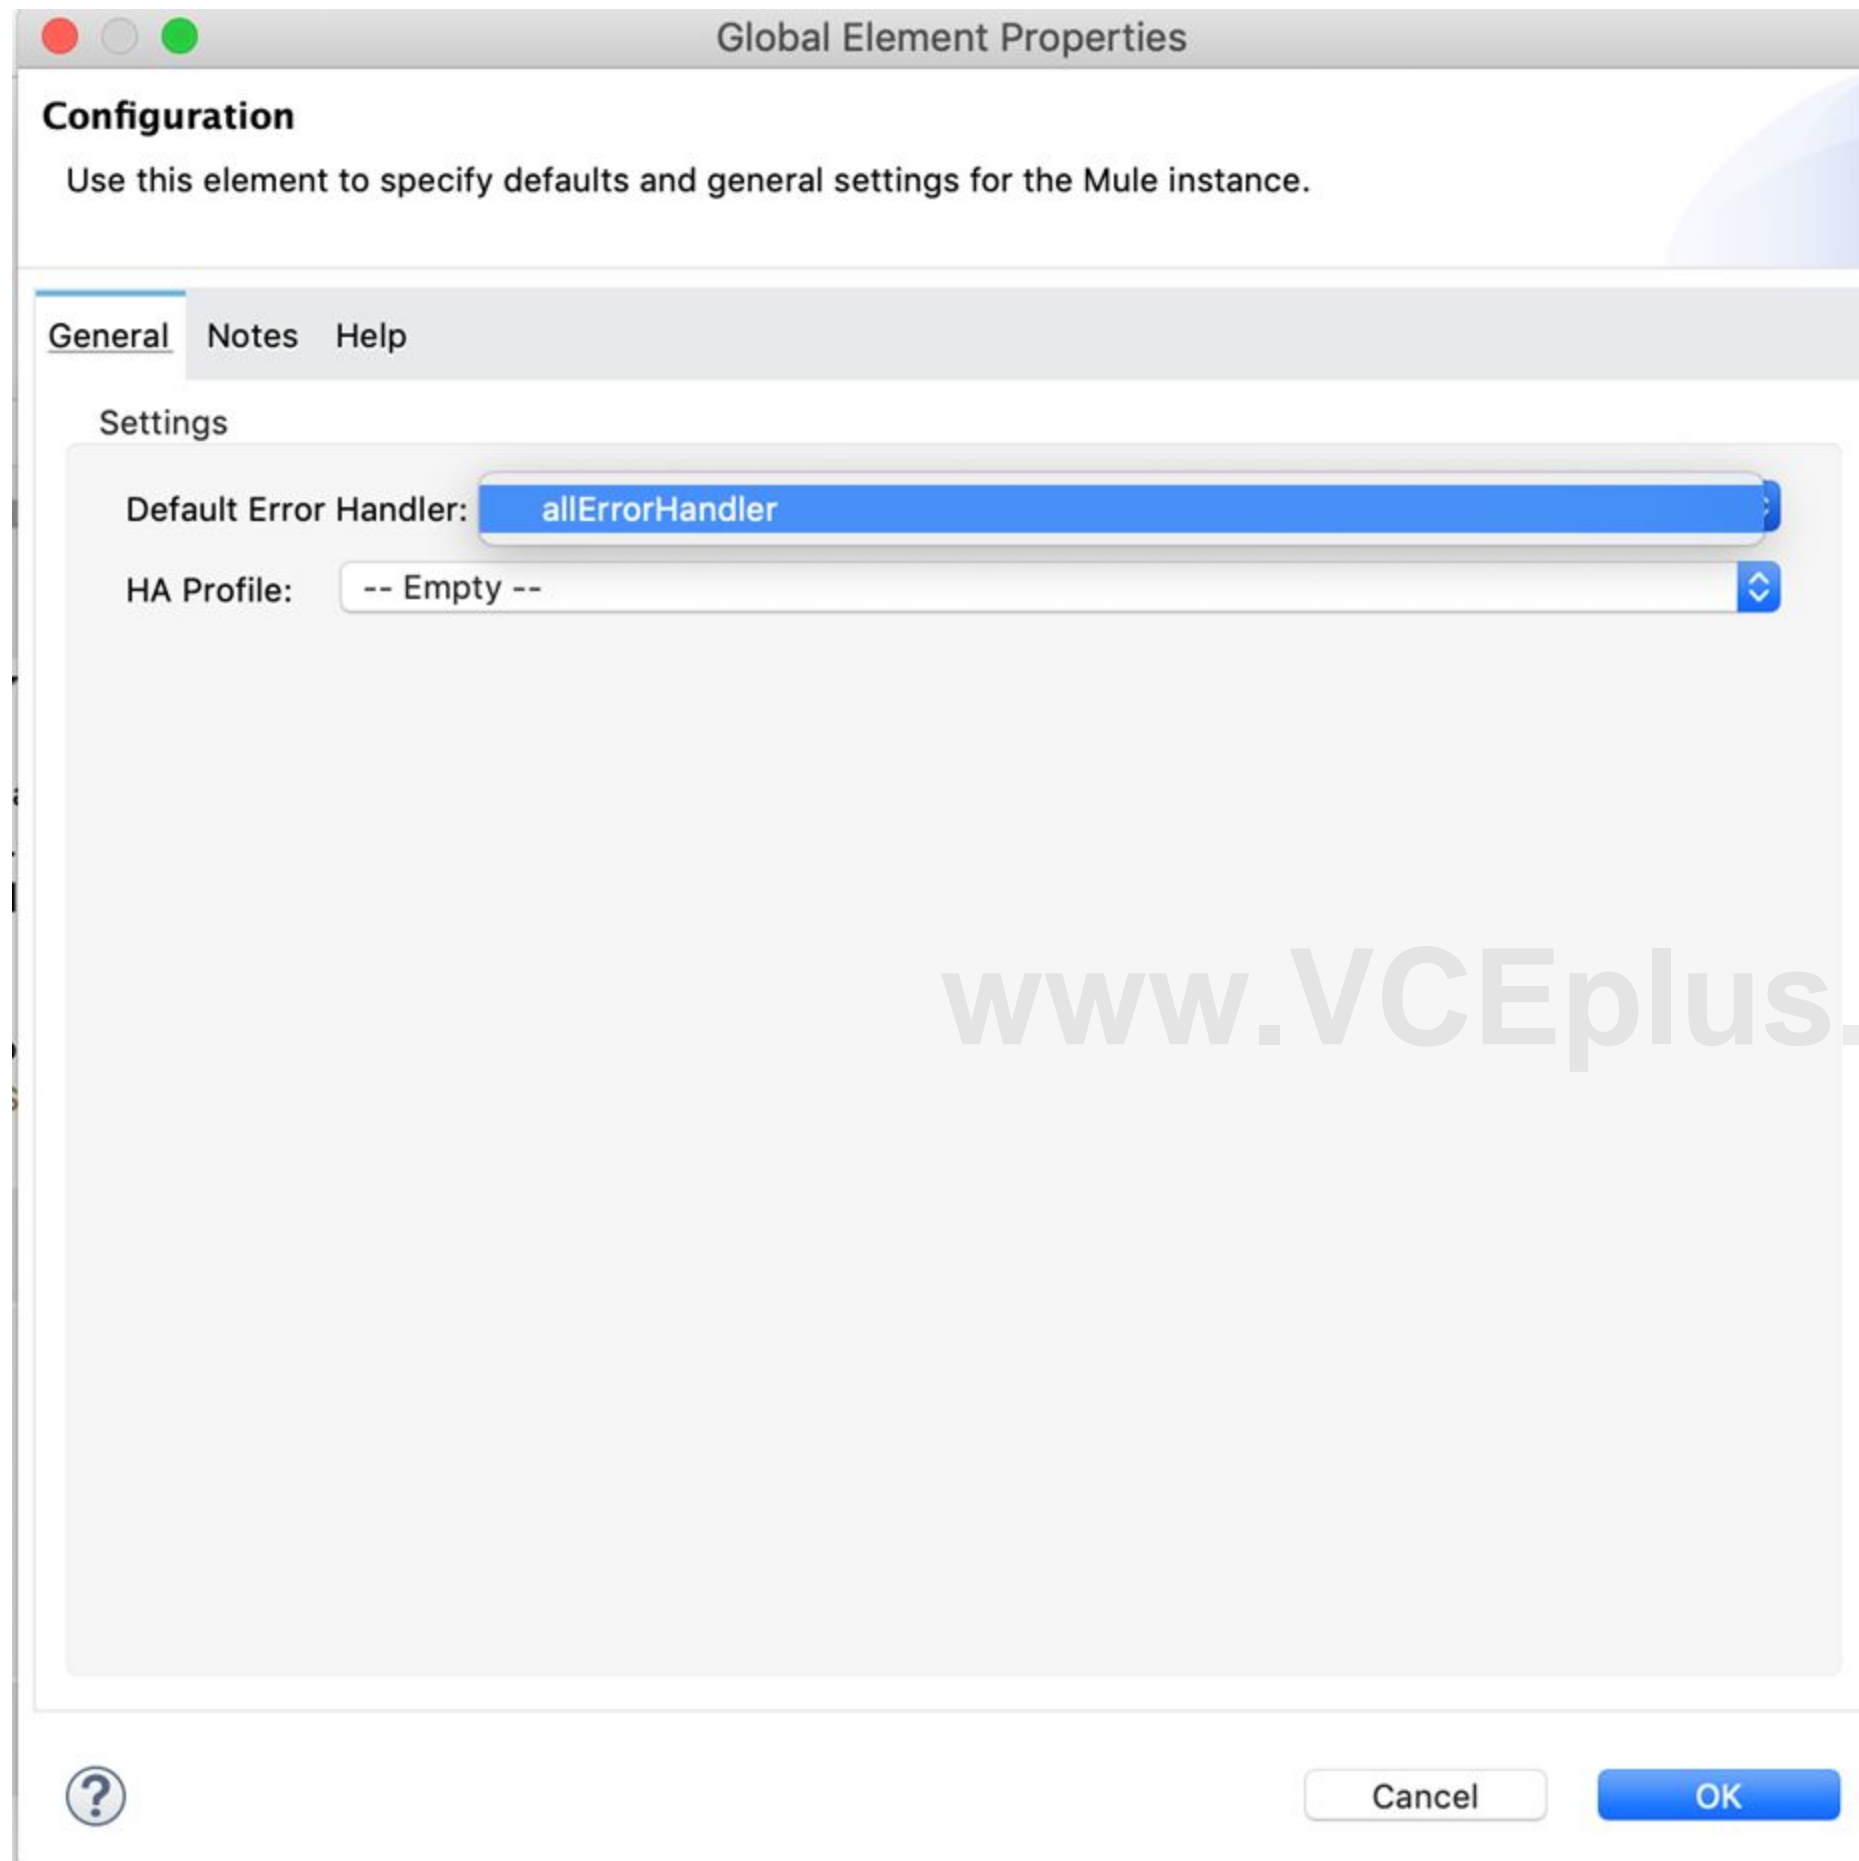 Global Element Properties
Configuration
Use this element to specify defaults and general settings for the Mule instance.
General Notes Help
Settings
Default Error Handler: allErrorHandler
HA Profile: -- Empty --
www.VCEplus.
?
Cancel OK